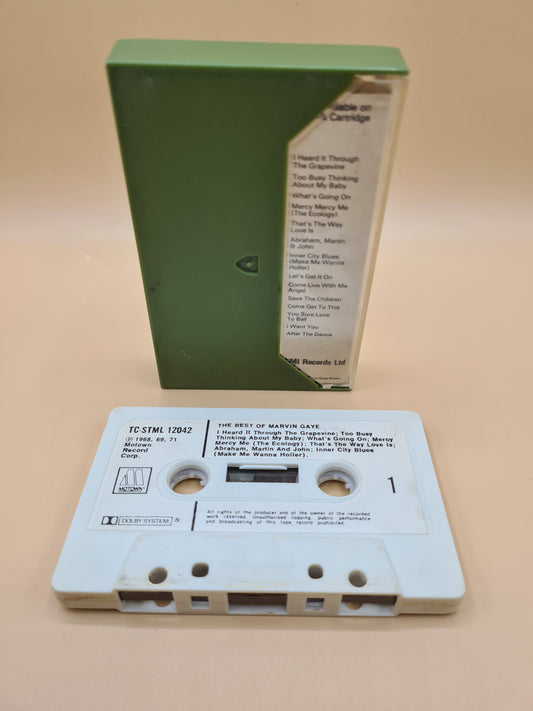 ilable on
& Cartridge
I Heard It Through
The Grapevine
Too Busy Thinking
About My Baby
What's Going On
Mercy Mercy Me
(The Ecology)
That's The Way
Love Is
Abraham, Martin
& John
Inner City Blues
(Make Me Wanna
Holler)
Let's Get It On
Come Live With Me
Angel
Save The Children
Come Get To This
You Sure Love
To Ball
I Want You
After The Dance
EMI Records Ltd
TC-STML 12042
℗ 1968, 69, 71
Motown
Record
Corp.
MOTOWN
DOLBY SYSTEM ®
THE BEST OF MARVIN GAYE
I Heard It Through The Grapevine; Too Busy
Thinking About My Baby; What's Going On; Mercy
Mercy Me (The Ecology); That's The Way Love Is;
Abraham, Martin And John; Inner City Blues
(Make Me Wanna Holler).
1
All rights of the producer and of the owner of the recorded
work reserved. Unauthorised copying public performance
and broadcasting of this tape record prohibited.